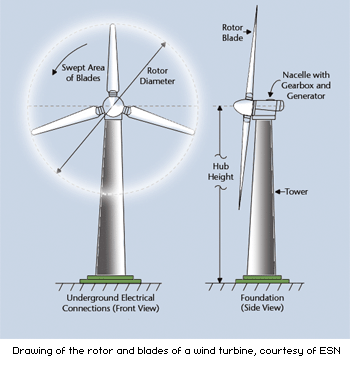 Swept Area
of Blades
Rotor
Diameter
Rotor
Blade
Nacelle with
Gearbox and
Generator
Hub
Height
Tower
Underground Electrical
Connections (Front View)
Foundation
(Side View)
Drawing of the rotor and blades of a wind turbine, courtesy of ESN